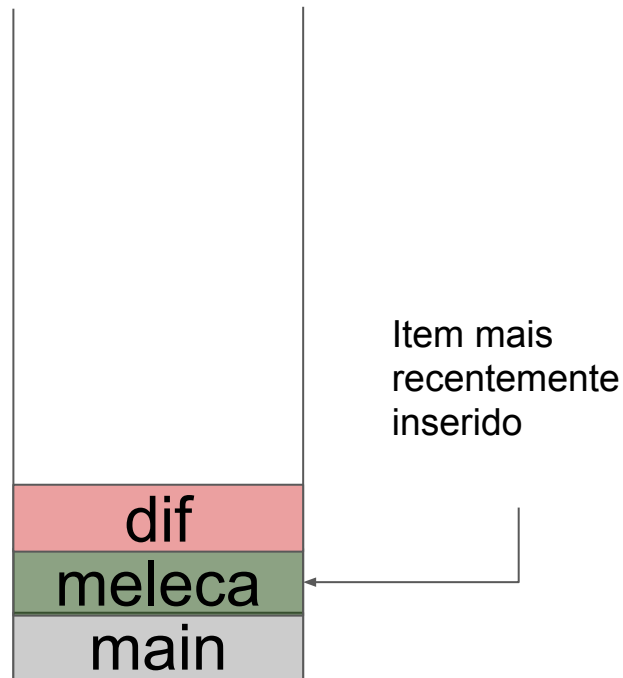 Item mais
recentemente
inserido
dif
meleca
main